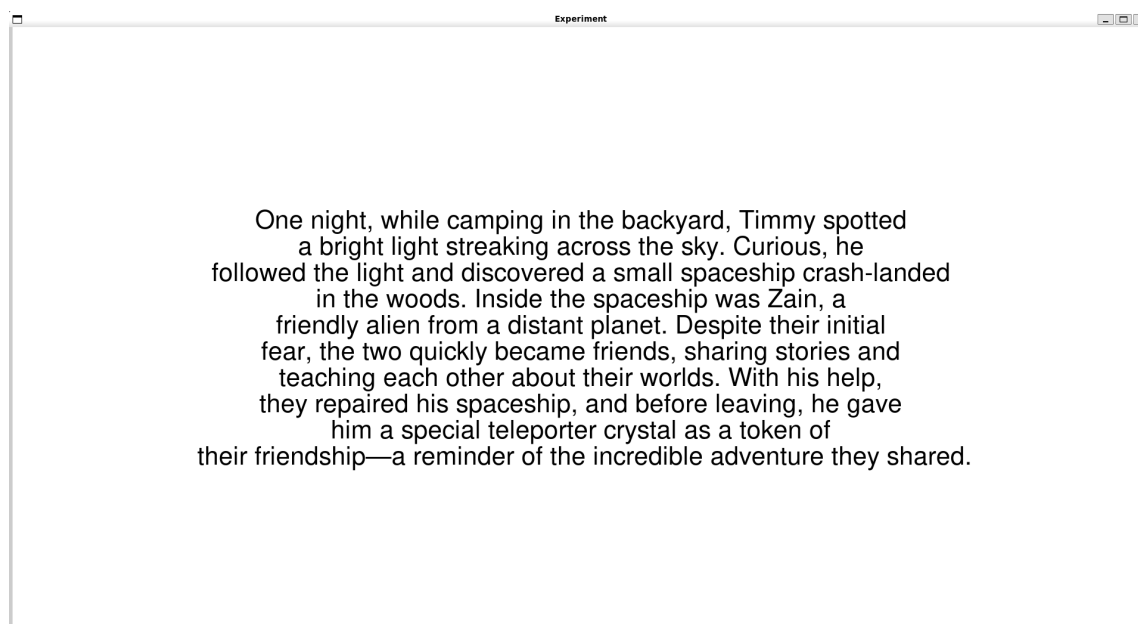 Experiment
One night, while camping in the backyard, Timmy spotted
a bright light streaking across the sky. Curious, he
followed the light and discovered a small spaceship crash-landed
in the woods. Inside the spaceship was Zain, a
friendly alien from a distant planet. Despite their initial
fear, the two quickly became friends, sharing stories and
teaching each other about their worlds. With his help,
they repaired his spaceship, and before leaving, he gave
him a special teleporter crystal as a token of
their friendship—a reminder of the incredible adventure they shared.